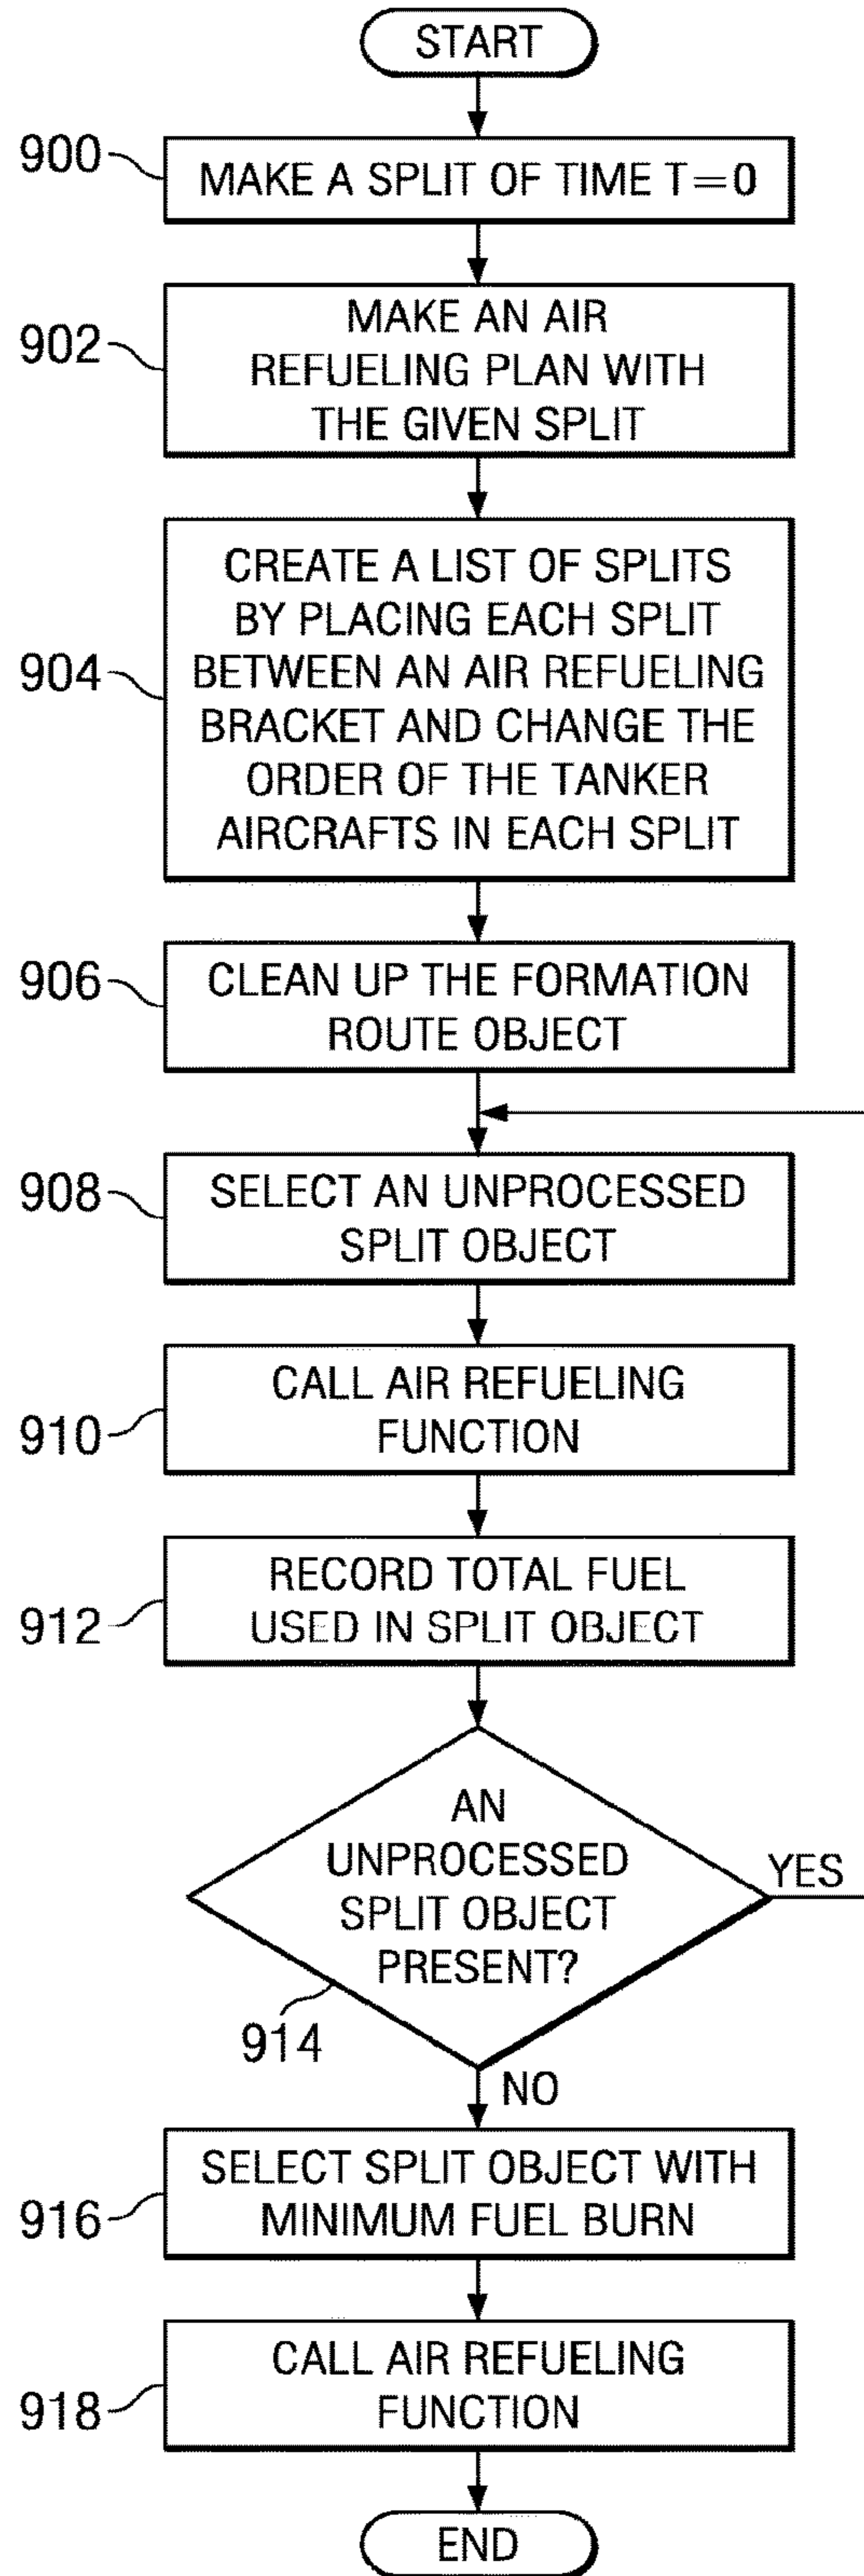 START
900
MAKE A SPLIT OF TIME T=0
902
MAKE AN AIR
REFUELING PLAN WITH
THE GIVEN SPLIT
904
CREATE A LIST OF SPLITS
BY PLACING EACH SPLIT
BETWEEN AN AIR REFUELING
BRACKET AND CHANGE THE
ORDER OF THE TANKER
AIRCRAFTS IN EACH SPLIT
906
CLEAN UP THE FORMATION
ROUTE OBJECT
908
SELECT AN UNPROCESSED
SPLIT OBJECT
910
CALL AIR REFUELING
FUNCTION
912
RECORD TOTAL FUEL
USED IN SPLIT OBJECT
AN
UNPROCESSED
SPLIT OBJECT
PRESENT?
YES
914
NO
916
SELECT SPLIT OBJECT WITH
MINIMUM FUEL BURN
918
CALL AIR REFUELING
FUNCTION
END